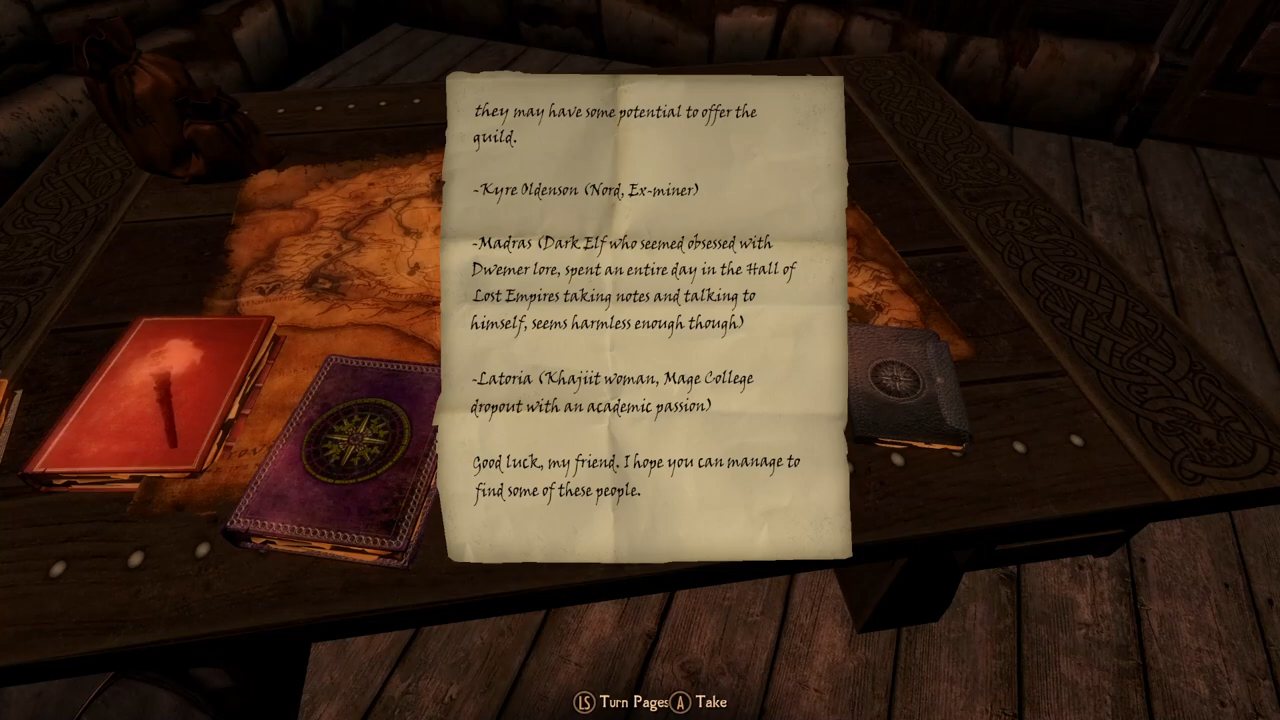 they may have some potential to offer the
guild.
-Kyre Oldenson (Nord, Ex-miner)
-Madras (Dark Elf who seemed obsessed with
Dwemer lore, spent an entire day in the Hall of
Lost Empires taking notes and talking to
himself, seems harmless enough though)
-Latoria (Khajiit woman, Mage College
dropout with an academic passion)
Good luck, my friend. I hope you can manage to
find some of these people.
LS Turn Pages A Take